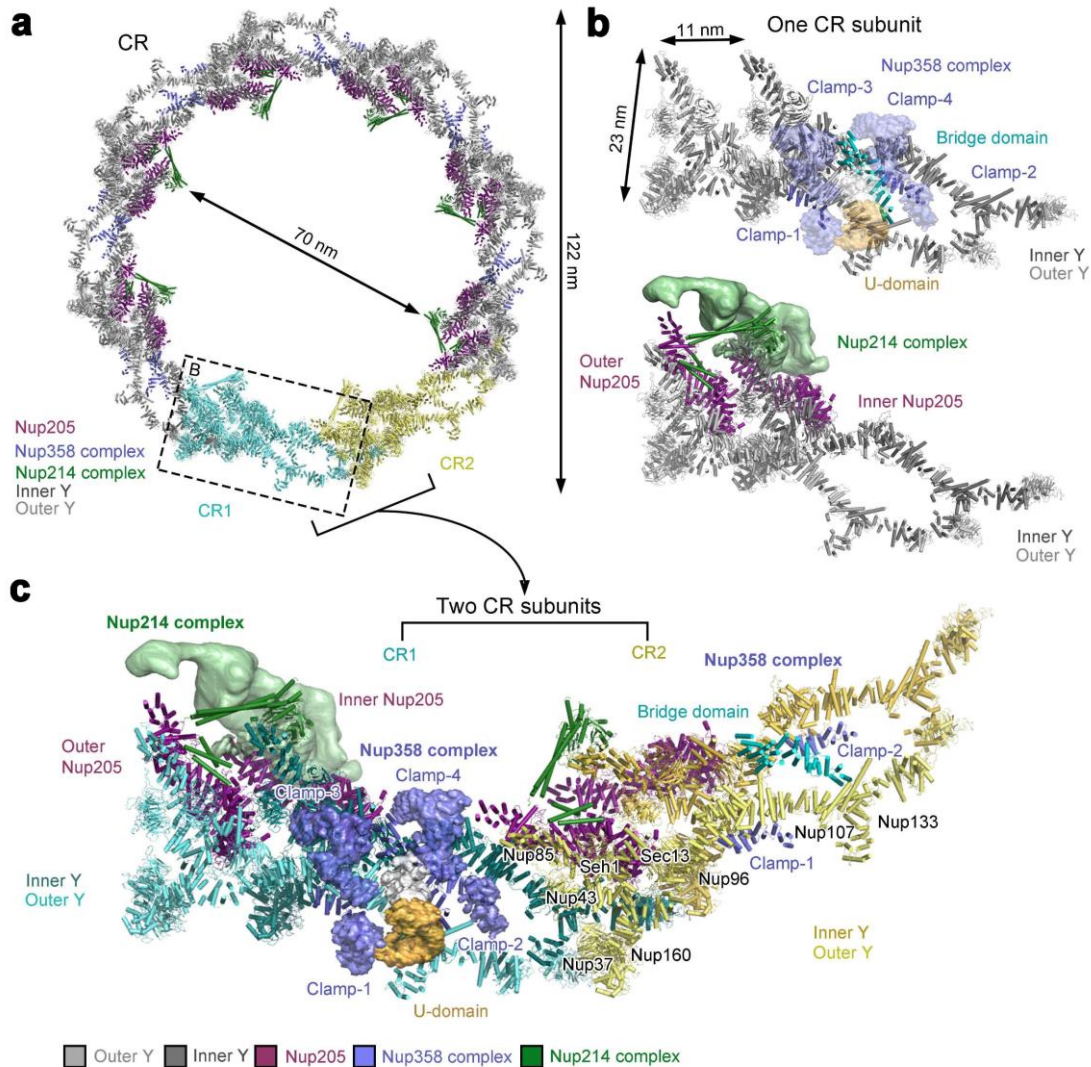 a
CR
70 nm
122 nm
B
Nup205
Nup358 complex
Nup214 complex
Inner Y
Outer Y
CR1
CR2
b
One CR subunit
11 nm
23 nm
Nup358 complex
Clamp-3
Clamp-4
Bridge domain
Clamp-2
Clamp-1
U-domain
Inner Y
Outer Y
Nup214 complex
Outer
Nup205
Inner Nup205
Inner Y
Outer Y
c
Two CR subunits
CR1
CR2
Nup214 complex
Inner Nup205
Outer
Nup205
Nup358 complex
Clamp-4
Clamp-3
Nup358 complex
Bridge domain
Clamp-2
Nup107
Nup133
Clamp-1
Nup85
Seh1
Sec13
Nup96
Nup43
Inner Y
Outer Y
Clamp-2
Clamp-1
U-domain
Nup37
Nup160
Inner Y
Outer Y
Outer Y
Inner Y
Nup205
Nup358 complex
Nup214 complex